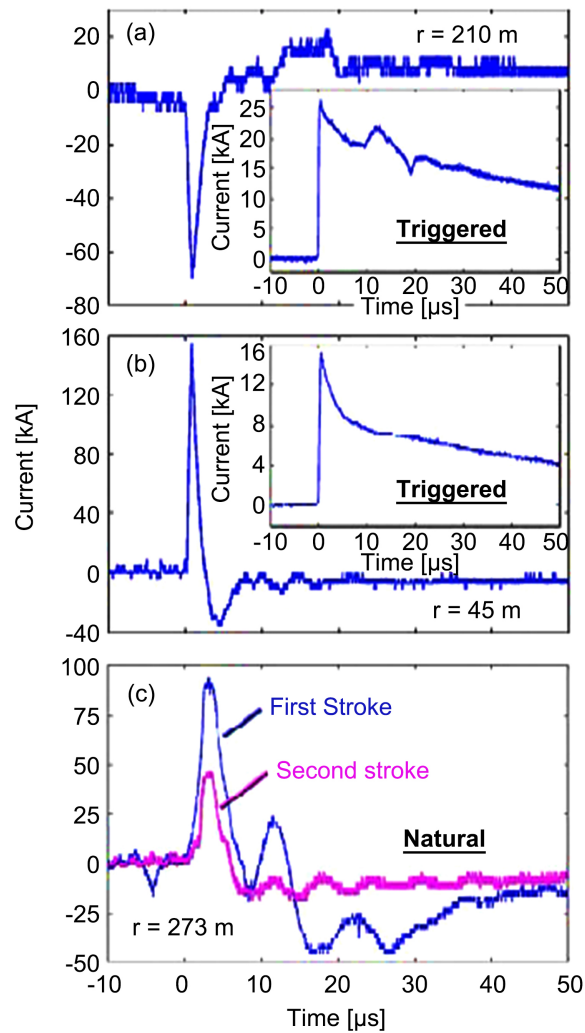 (a)
r = 210 m
20
0
-20
-40
-60
-80
Current [kA]
25
20
15
10
5
0
Triggered
-10 0 10 20 30 40 50
Time [µs]
(b)
160
120
80
40
0
-40
Current [kA]
Current [kA]
16
12
8
4
0
Triggered
-10 0 10 20 30 40 50
Time [µs]
r = 45 m
(c)
100
75
50
25
0
-25
-50
First Stroke
Second stroke
Natural
r = 273 m
-10 0 10 20 30 40 50
Time [µs]